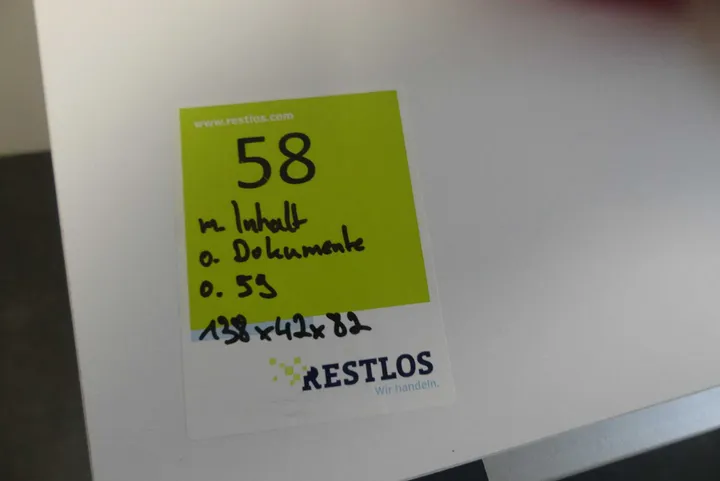 www.restlos.com
58
m. Inhalt
o. Dokumente
o. 59
138x42x82
RESTLOS
Wir handeln.